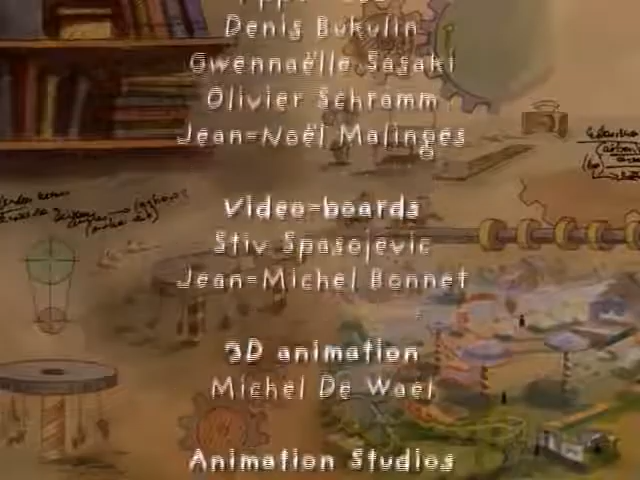 Denis Bukulin
Gwennaëlle Sasaki
Olivier Schramm
Jean-Noël Malinges
Video-boards
Stiv Spasojevic
Jean-Michel Bonnet
3D animation
Michel De Wael
Animation Studios